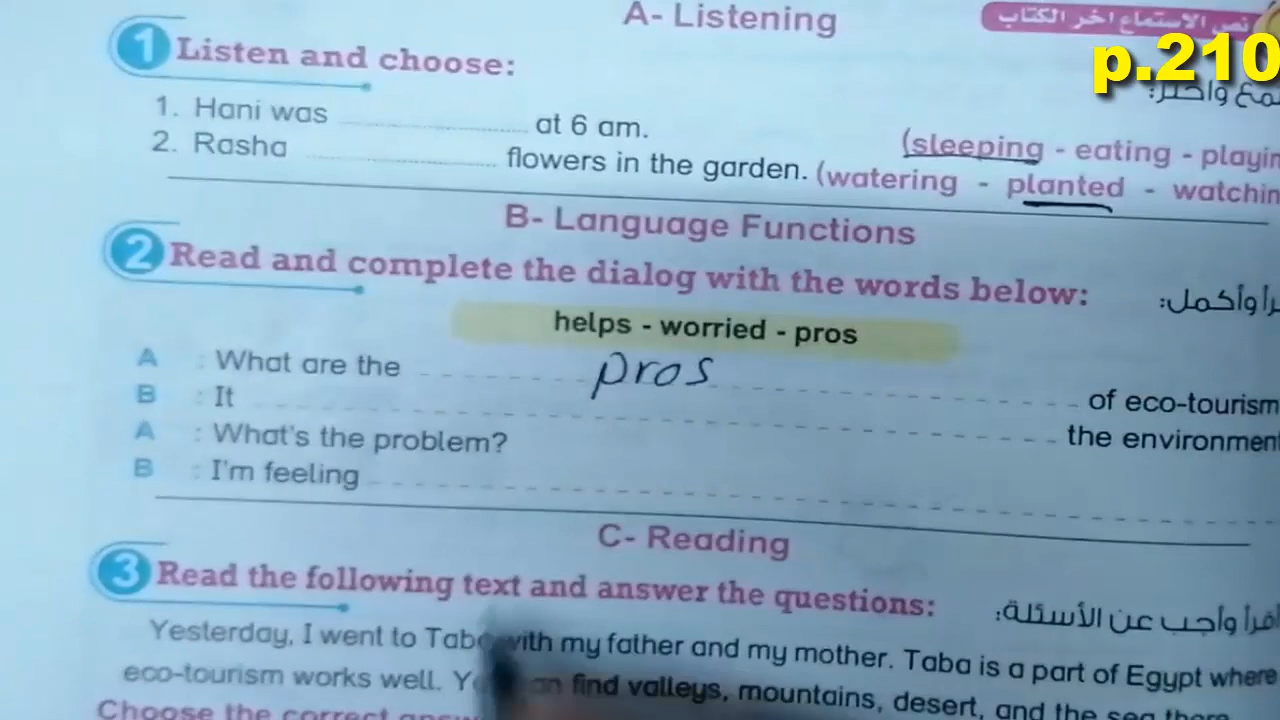 A- Listening
نص الاستماع اخر الكتاب
p.210
1 Listen and choose:
1. Hani was at 6 am. (sleeping - eating - playin
2. Rasha flowers in the garden. (watering - planted - watchin
B- Language Functions
2 Read and complete the dialog with the words below:
helps - worried - pros
A : What are the pros of eco-tourism
B : It the environment
A : What's the problem?
B : I'm feeling
C- Reading
3 Read the following text and answer the questions:
اقرأ وأجب عن الأسئلة:
Yesterday, I went to Taba with my father and my mother. Taba is a part of Egypt where
eco-tourism works well. find valleys, mountains, desert, and the sea there
Choose the correct